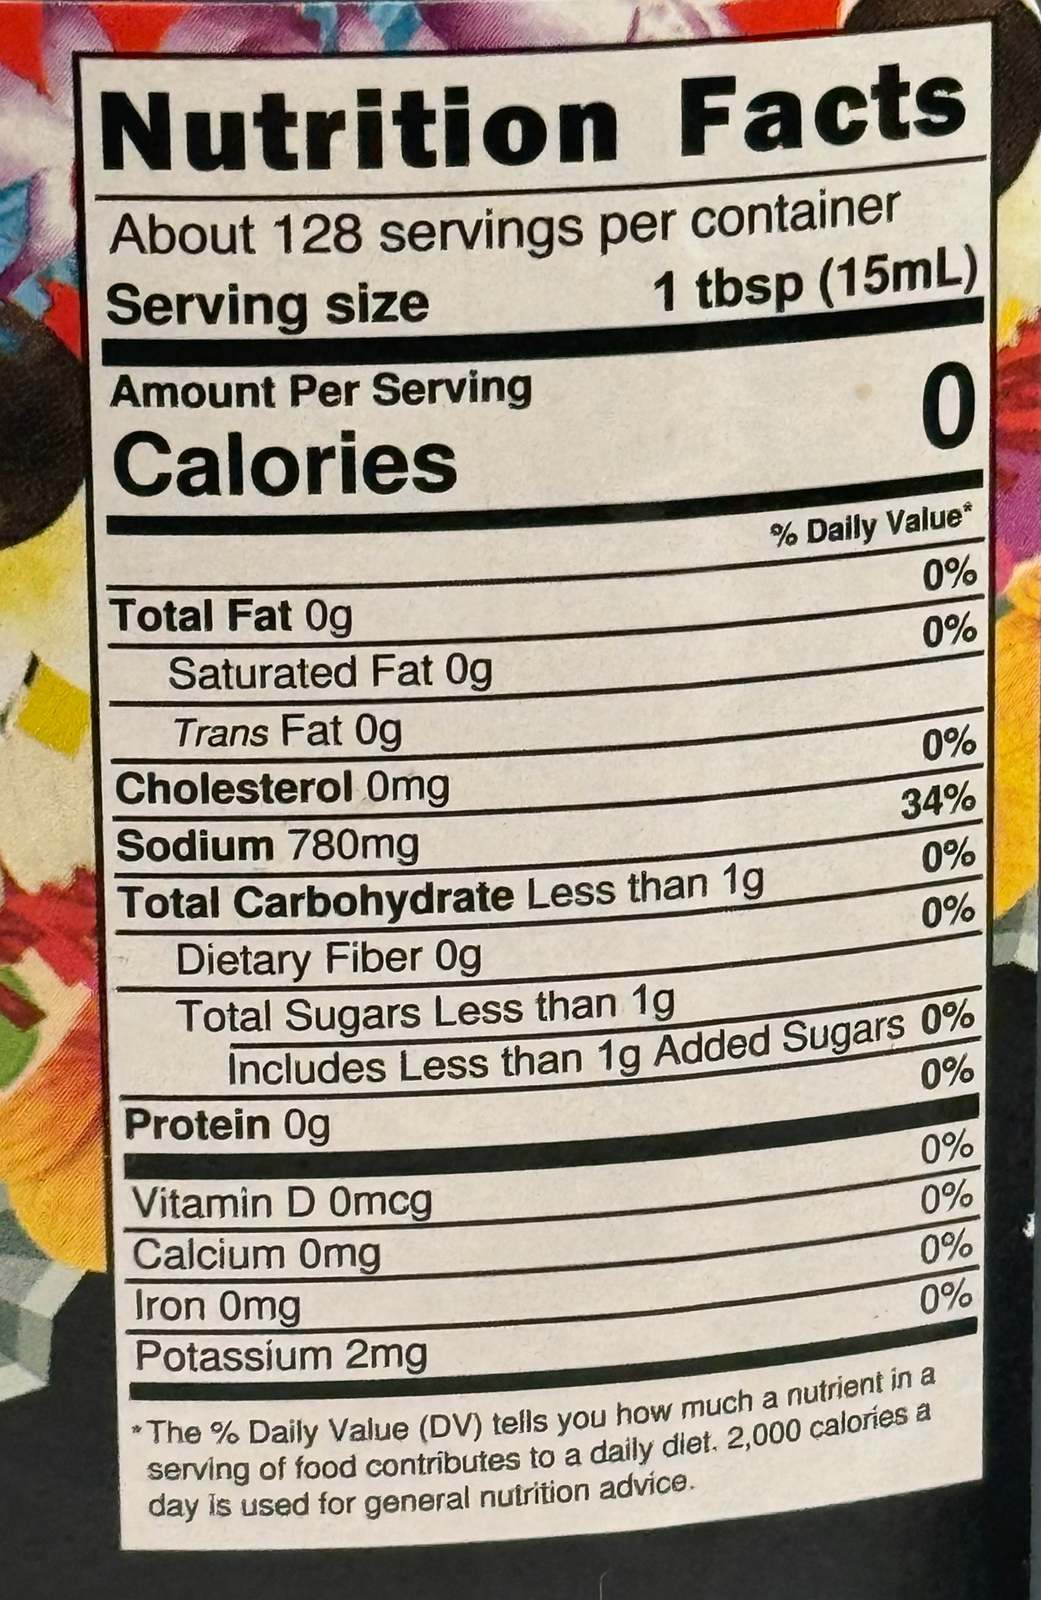 Nutrition Facts
About 128 servings per container
Serving size 1 tbsp (15mL)
Amount Per Serving
Calories 0
% Daily Value*
Total Fat 0g 0%
Saturated Fat 0g 0%
Trans Fat 0g
Cholesterol 0mg 0%
Sodium 780mg 34%
Total Carbohydrate Less than 1g 0%
Dietary Fiber 0g 0%
Total Sugars Less than 1g
Includes Less than 1g Added Sugars 0%
Protein 0g 0%
Vitamin D 0mcg 0%
Calcium 0mg 0%
Iron 0mg 0%
Potassium 2mg 0%
*The % Daily Value (DV) tells you how much a nutrient in a
serving of food contributes to a daily diet. 2,000 calories a
day is used for general nutrition advice.